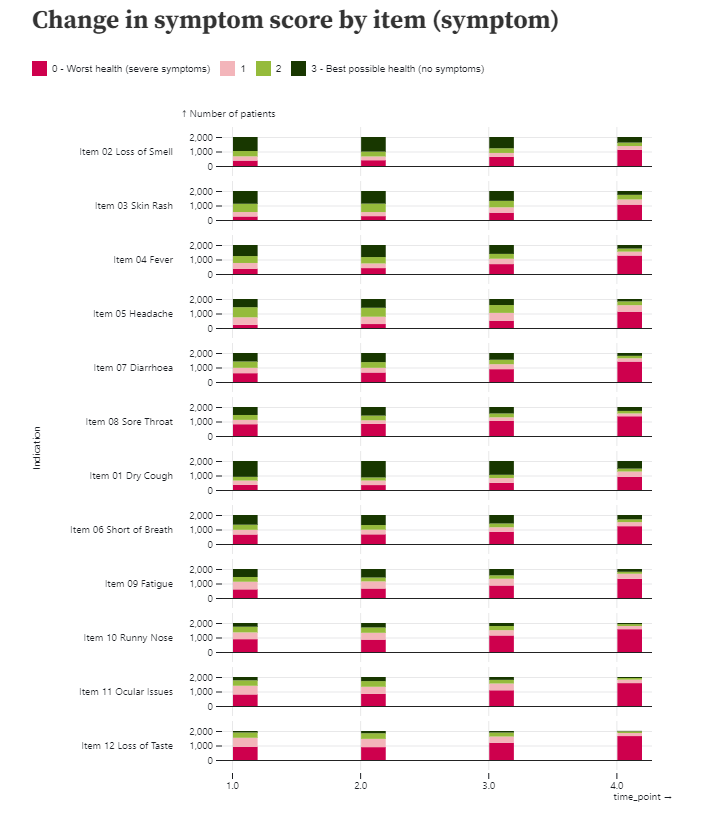 Change in symptom score by item (symptom)
0 - Worst health (severe symptoms) 1 2 3 - Best possible health (no symptoms)
↑ Number of patients
Item 02 Loss of Smell 2,000 1,000 0
Item 03 Skin Rash 2,000 1,000 0
Item 04 Fever 2,000 1,000 0
Item 05 Headache 2,000 1,000 0
Item 07 Diarrhoea 2,000 1,000 0
Item 08 Sore Throat 2,000 1,000 0
Indication
Item 01 Dry Cough 2,000 1,000 0
Item 06 Short of Breath 2,000 1,000 0
Item 09 Fatigue 2,000 1,000 0
Item 10 Runny Nose 2,000 1,000 0
Item 11 Ocular Issues 2,000 1,000 0
Item 12 Loss of Taste 2,000 1,000 0
1.0 2.0 3.0 4.0
time_point →